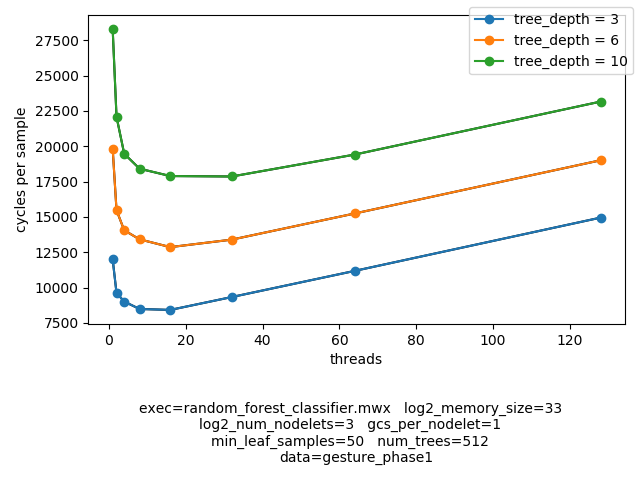 tree_depth = 3
tree_depth = 6
tree_depth = 10
27500
25000
22500
20000
17500
15000
12500
10000
7500
cycles per sample
0
20
40
60
80
100
120
threads
exec=random_forest_classifier.mwx   log2_memory_size=33
log2_num_nodelets=3   gcs_per_nodelet=1
min_leaf_samples=50   num_trees=512
data=gesture_phase1